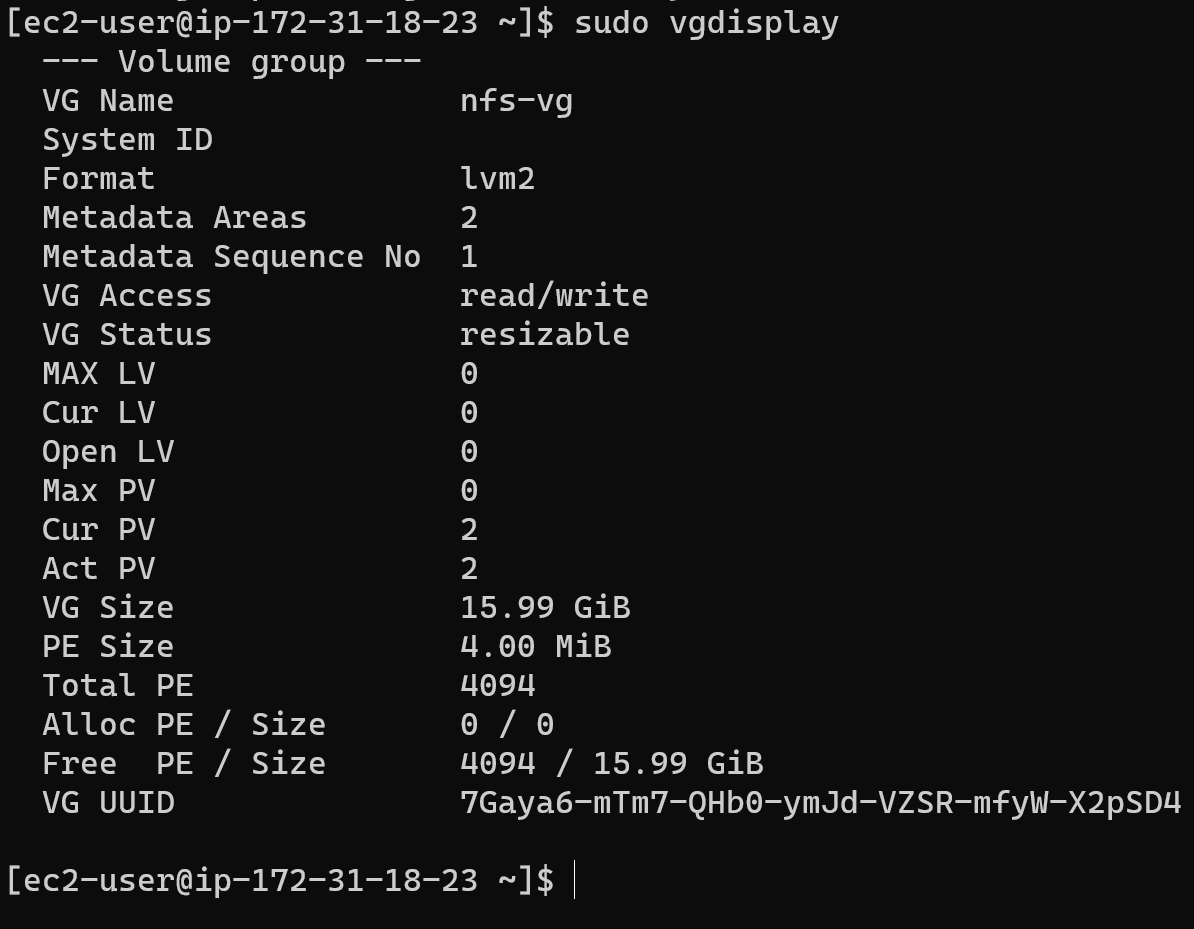 [ec2-user@ip-172-31-18-23 ~]$ sudo vgdisplay
  --- Volume group ---
  VG Name               nfs-vg
  System ID
  Format                lvm2
  Metadata Areas        2
  Metadata Sequence No  1
  VG Access             read/write
  VG Status             resizable
  MAX LV                0
  Cur LV                0
  Open LV               0
  Max PV                0
  Cur PV                2
  Act PV                2
  VG Size               15.99 GiB
  PE Size               4.00 MiB
  Total PE              4094
  Alloc PE / Size       0 / 0
  Free  PE / Size       4094 / 15.99 GiB
  VG UUID               7Gaya6-mTm7-QHb0-ymJd-VZSR-mfyW-X2pSD4
[ec2-user@ip-172-31-18-23 ~]$